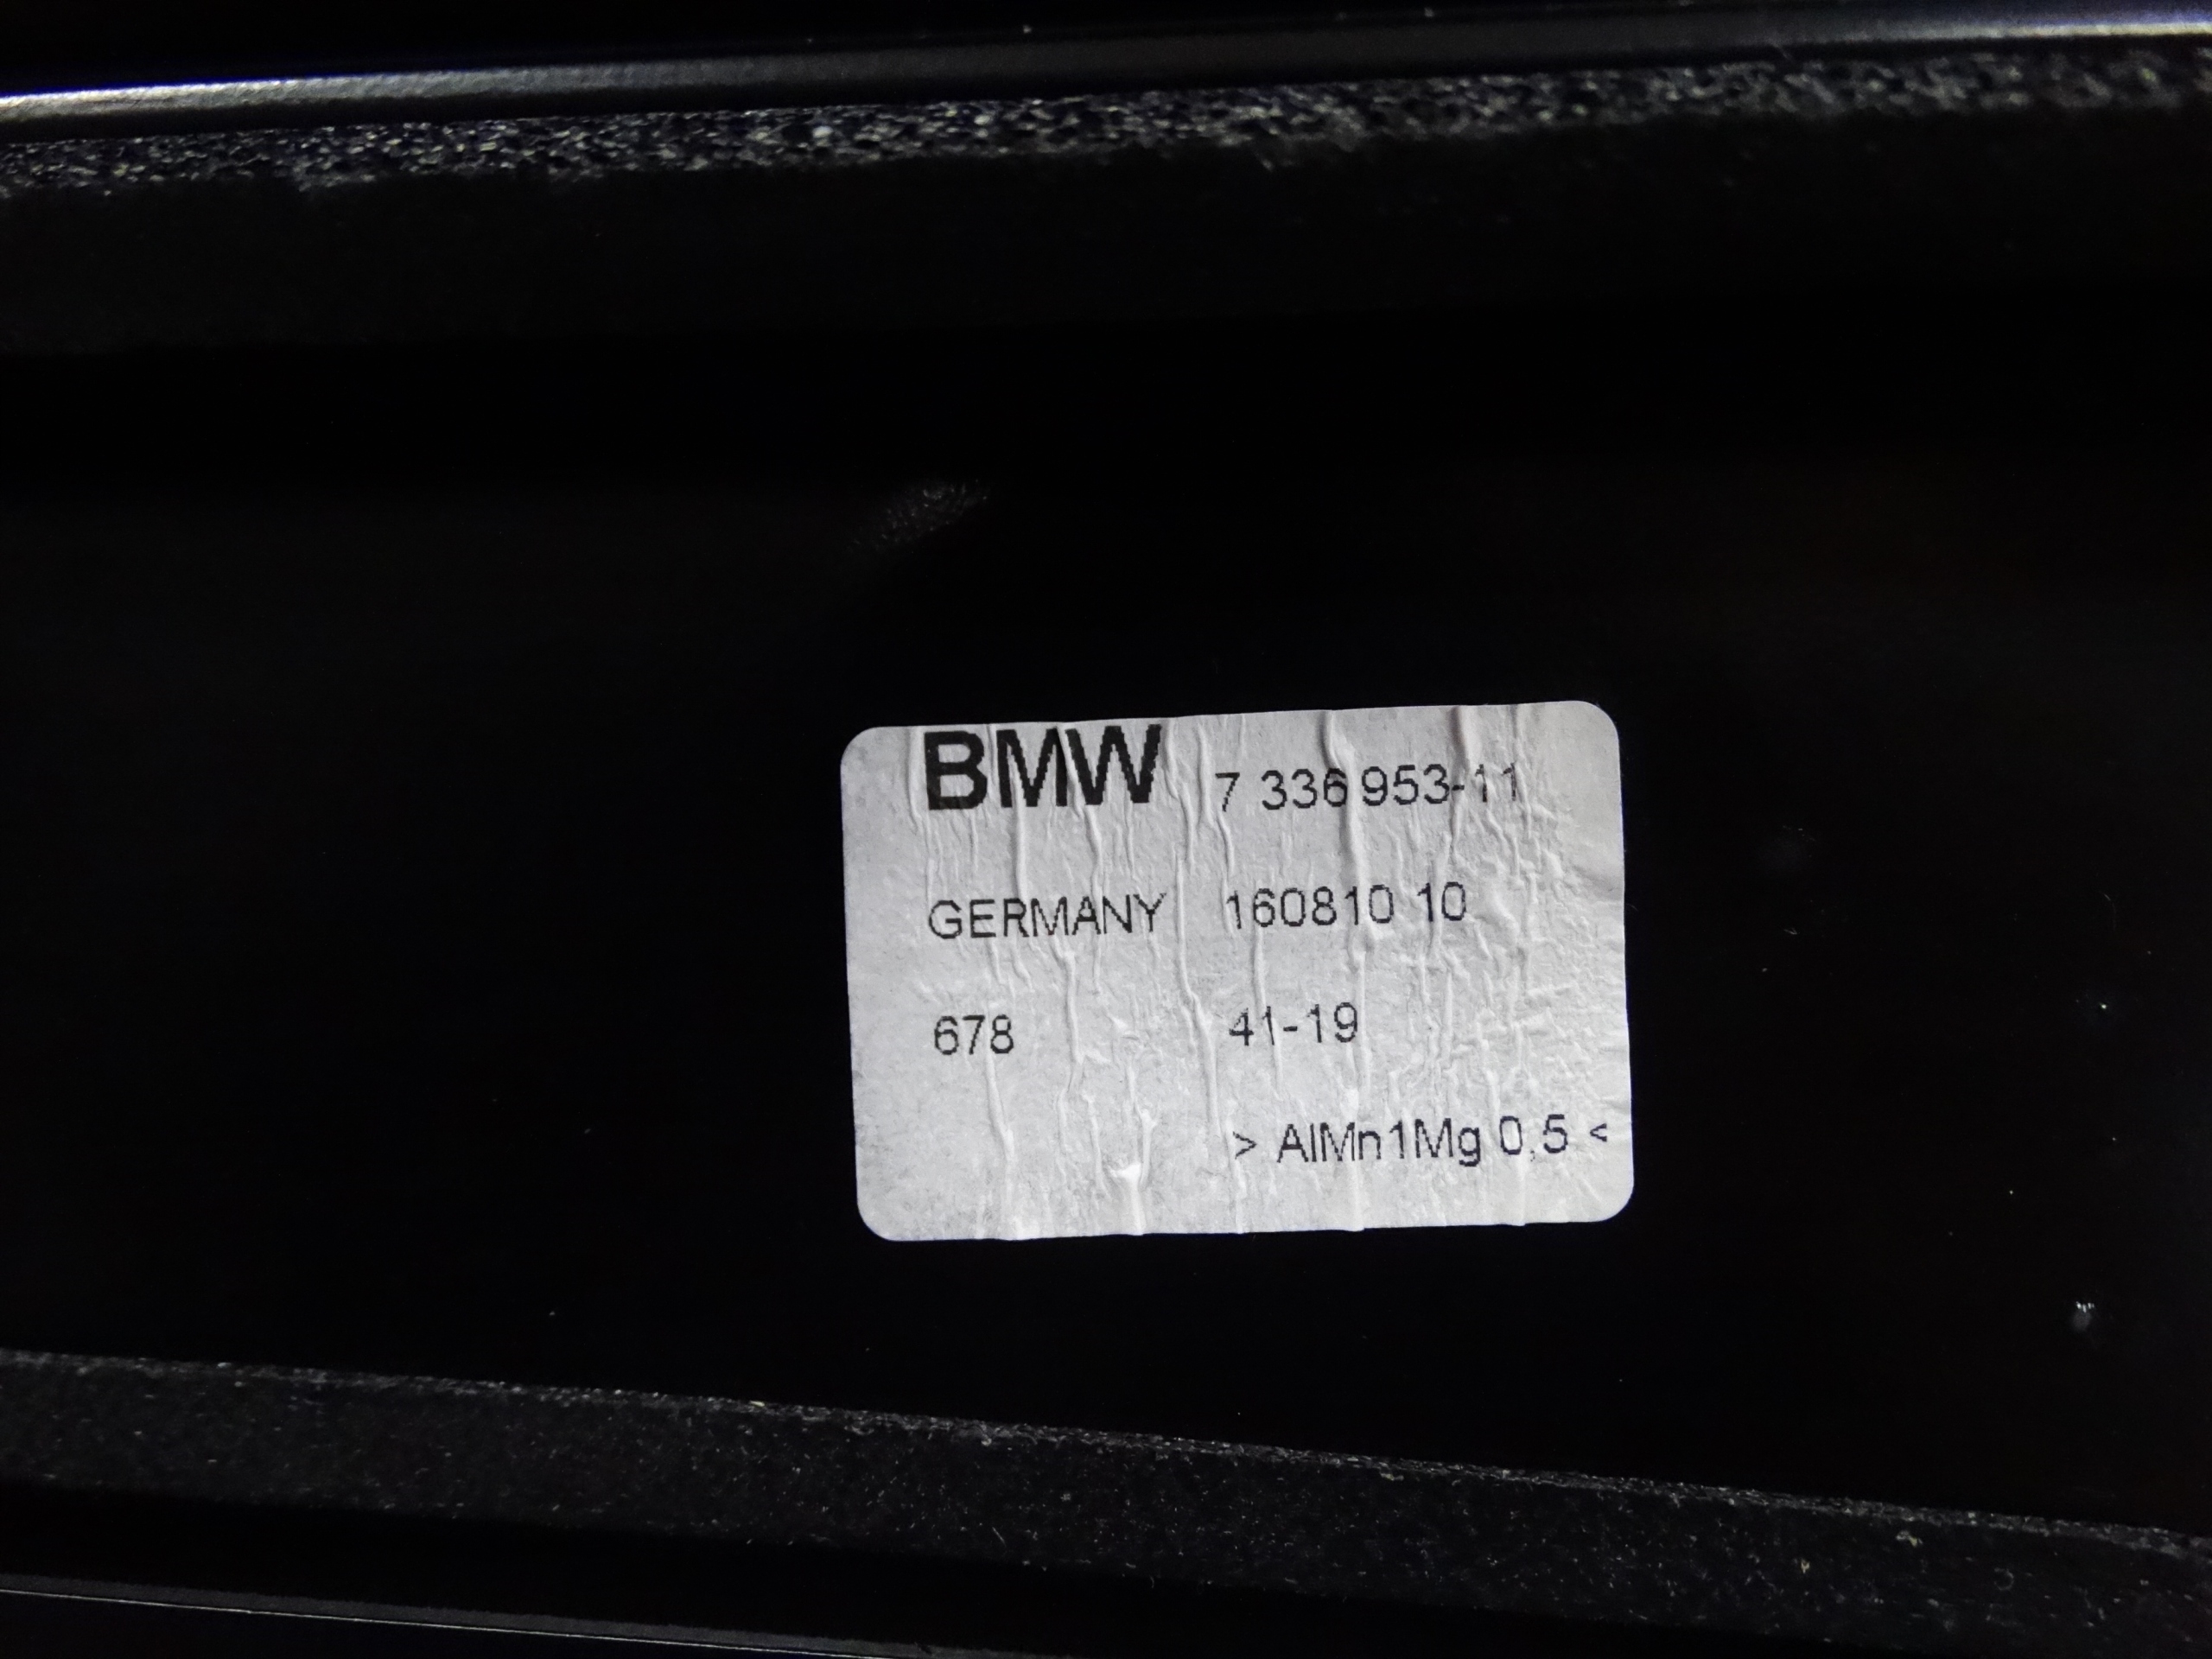 BMW 7 336 953-11
GERMANY 160810 10
678 41-19
> AlMn1Mg 0,5 <